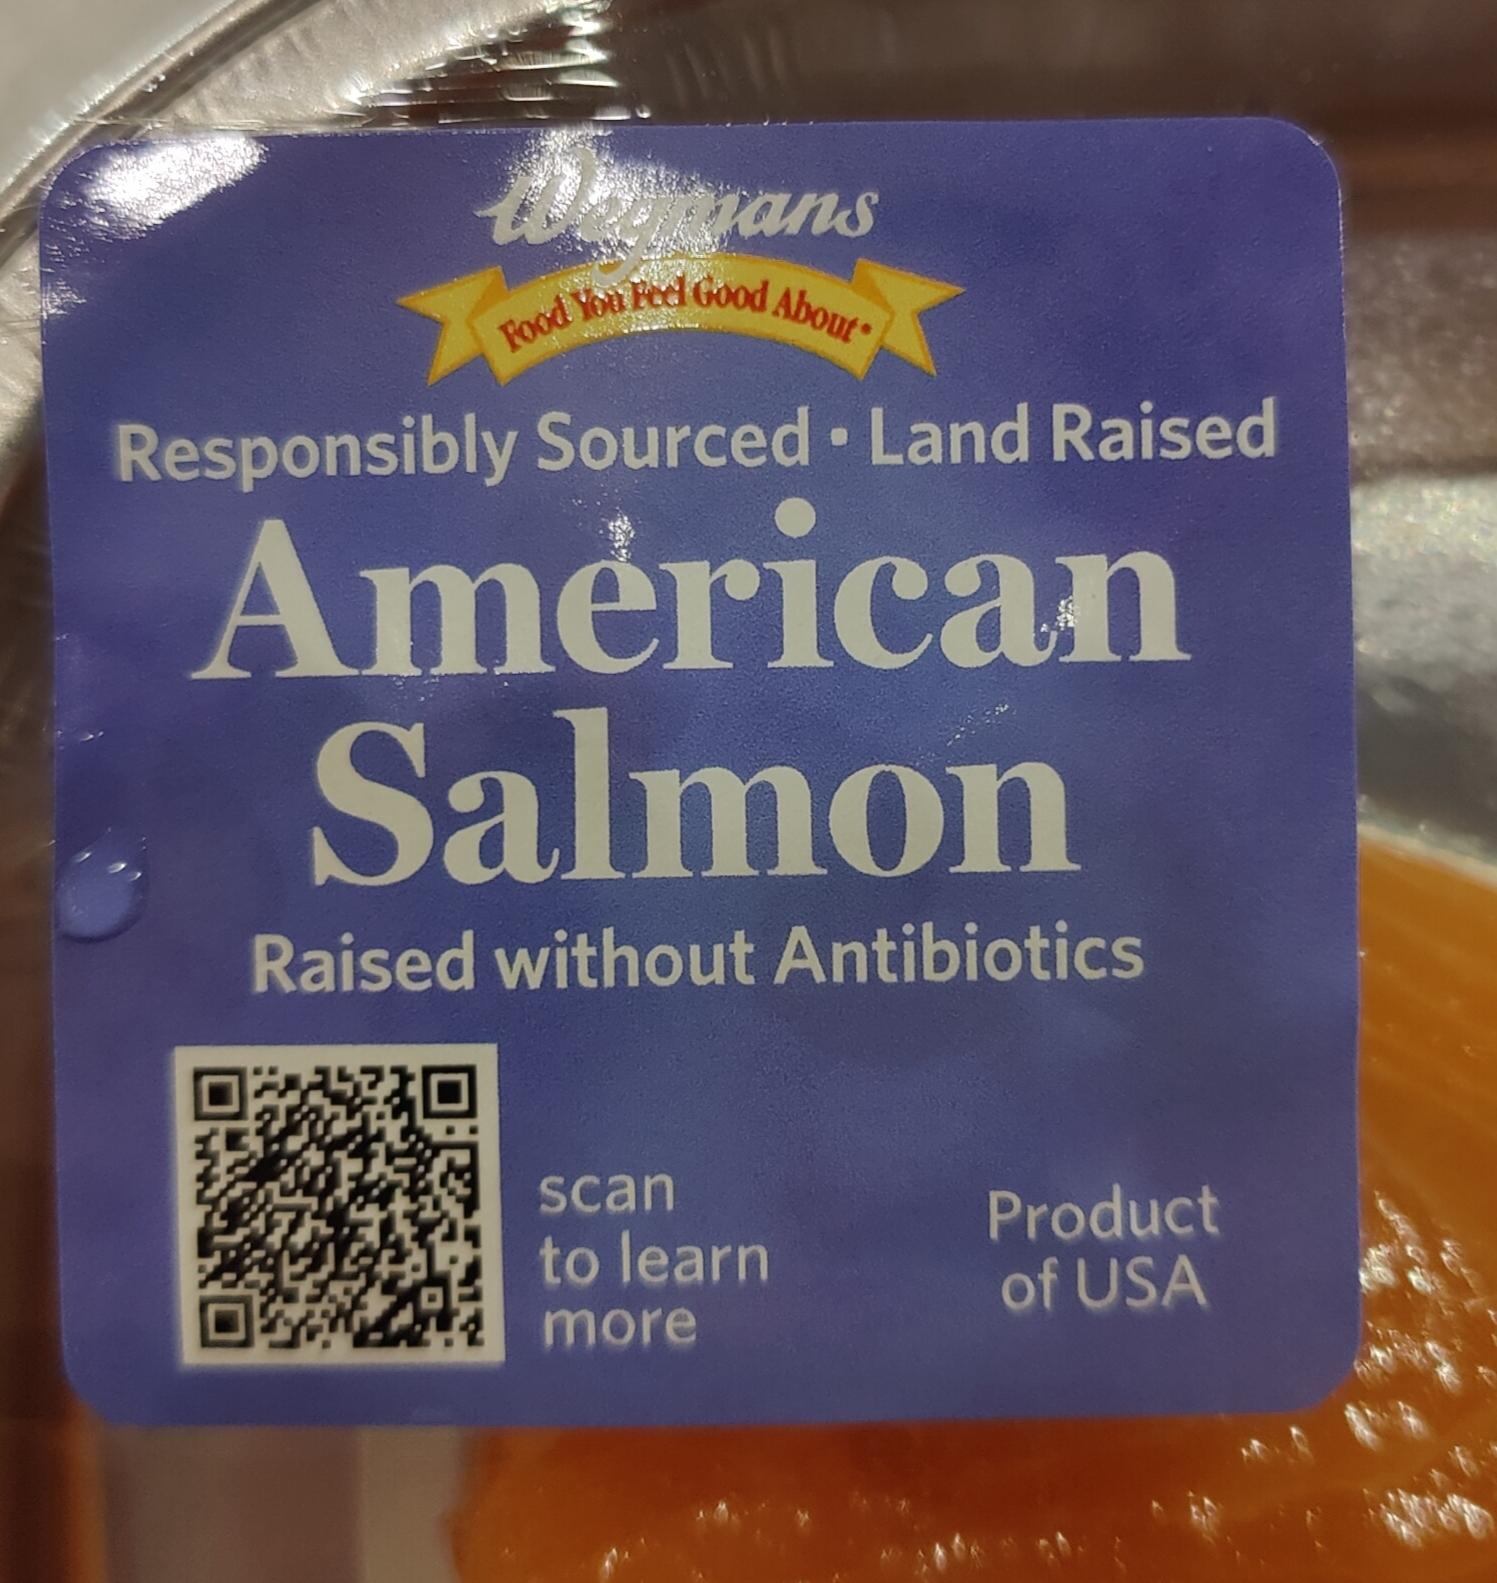 Wegmans
Food You Feel Good About®
Responsibly Sourced • Land Raised
American
Salmon
Raised without Antibiotics
scan
to learn
more
Product
of USA